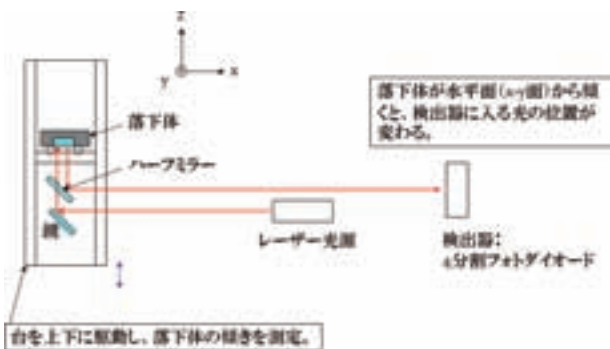 z
y
x
落下体が水平面(x-y面)から傾
くと、検出器に入る光の位置が
変わる。
落下体
ハーフミラー
鏡
レーザー光源
検出器:
4分割フォトダイオード
台を上下に駆動し、落下体の傾きを測定。